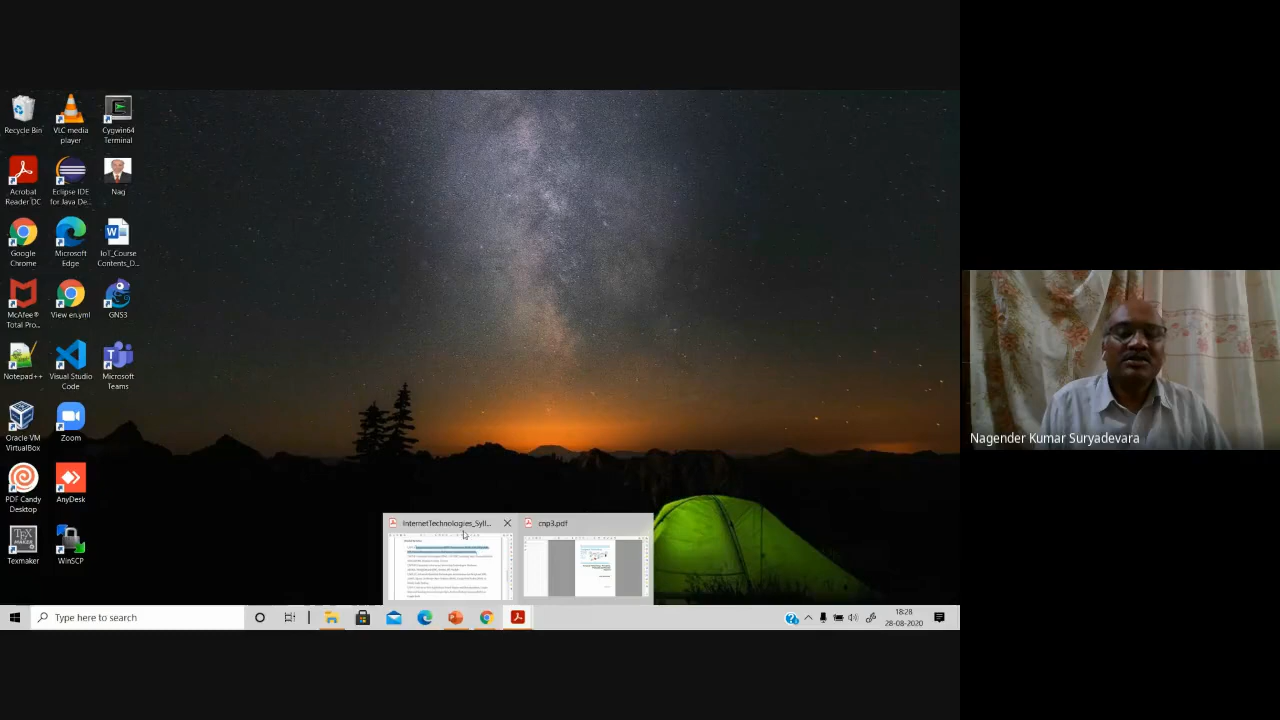 Recycle Bin
VLC media
player
Cygwin64
Terminal
Acrobat
Reader DC
Eclipse IDE
for Java De...
Nag
Google
Chrome
Microsoft
Edge
IoT_Course
Contents_D...
McAfee®
Total Pro...
View en.yml
GNS3
Notepad++
Visual Studio
Code
Microsoft
Teams
Oracle VM
VirtualBox
Zoom
PDF Candy
Desktop
AnyDesk
TEX
MAKER
Texmaker
WinSCP
InternetTechnologies_Syll...
cnp3.pdf
Type here to search
18:28
28-08-2020
Nagender Kumar Suryadevara